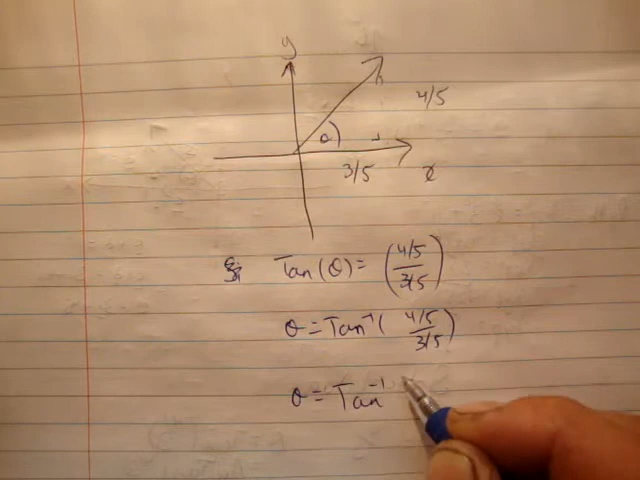 y
4/5
θ
3/5 x
Tan (θ) = (4/5 / 3/5)
θ = Tan⁻¹ ( 4/5 / 3/5 )
θ = Tan⁻¹